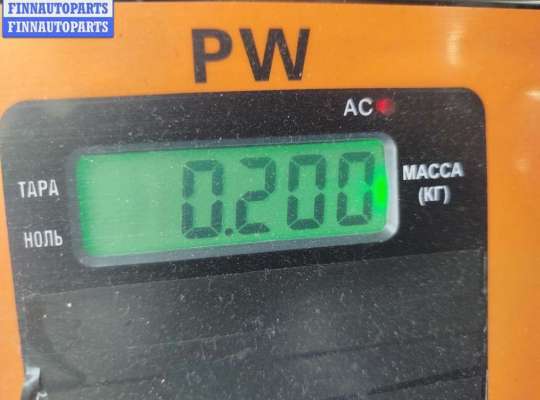 FINNAUTOPARTS
FINNAUTOPARTS
PW
AC
ТАРА
0.200
МАССА
(КГ)
НОЛЬ